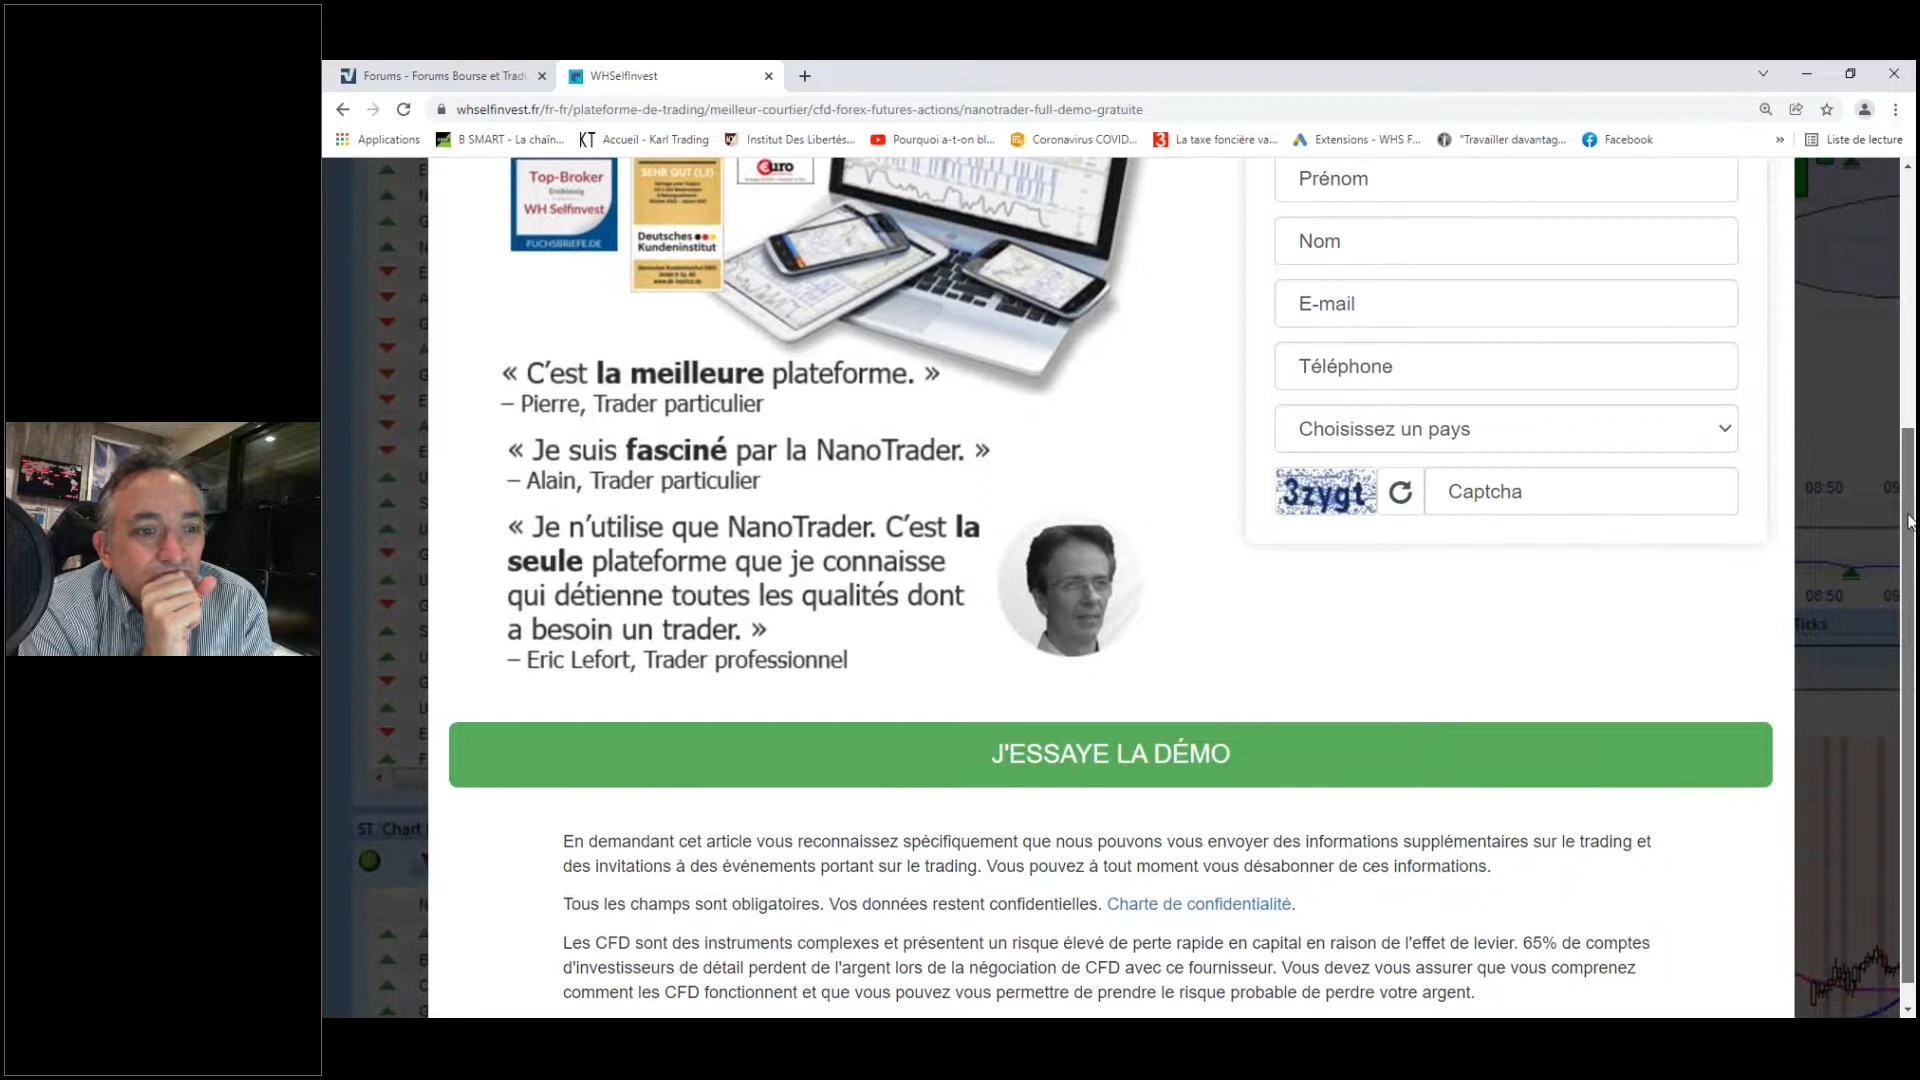 Forums - Forums Bourse et Tradi
WHSelfInvest
whselfinvest.fr/fr-fr/plateforme-de-trading/meilleur-courtier/cfd-forex-futures-actions/nanotrader-full-demo-gratuite
Applications
B SMART - La chaîn...
KT Accueil - Karl Trading
Institut Des Libertés...
Pourquoi a-t-on bl...
Coronavirus COVID...
3 La taxe foncière va...
Extensions - WHS F...
"Travailler davantag...
Facebook
»
Liste de lecture
Top-Broker
WH SelfInvest
FUCHSBRIEFE.DE
SEHR GUT (1,2)
Deutsches
Kundeninstitut
€uro
Prénom
Nom
E-mail
Téléphone
Choisissez un pays
3zygt
Captcha
« C'est la meilleure plateforme. »
– Pierre, Trader particulier
« Je suis fasciné par la NanoTrader. »
– Alain, Trader particulier
« Je n'utilise que NanoTrader. C'est la
seule plateforme que je connaisse
qui détienne toutes les qualités dont
a besoin un trader. »
– Eric Lefort, Trader professionnel
J'ESSAYE LA DÉMO
En demandant cet article vous reconnaissez spécifiquement que nous pouvons vous envoyer des informations supplémentaires sur le trading et
des invitations à des événements portant sur le trading. Vous pouvez à tout moment vous désabonner de ces informations.
Tous les champs sont obligatoires. Vos données restent confidentielles. Charte de confidentialité.
Les CFD sont des instruments complexes et présentent un risque élevé de perte rapide en capital en raison de l'effet de levier. 65% de comptes
d'investisseurs de détail perdent de l'argent lors de la négociation de CFD avec ce fournisseur. Vous devez vous assurer que vous comprenez
comment les CFD fonctionnent et que vous pouvez vous permettre de prendre le risque probable de perdre votre argent.
08:50
09
08:50
09
Ticks
ST Chart